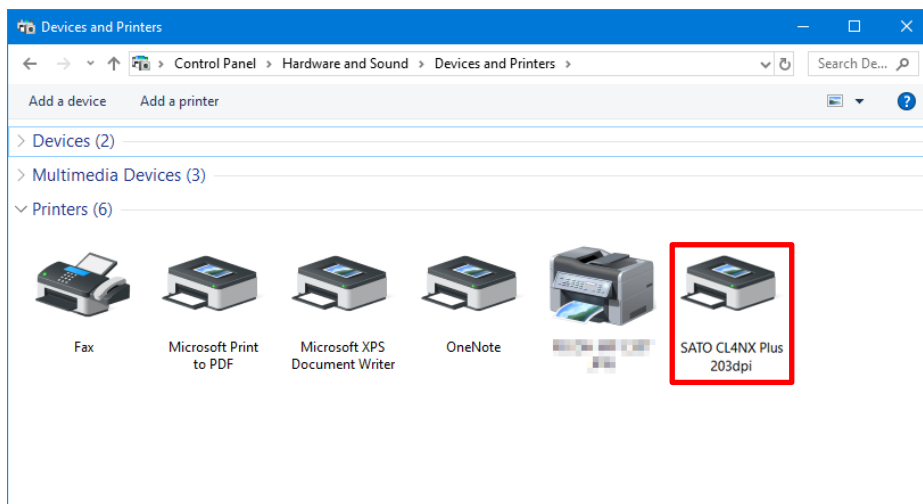 Devices and Printers
Control Panel > Hardware and Sound > Devices and Printers >
Search De...
Add a device Add a printer
?
> Devices (2)
> Multimedia Devices (3)
Printers (6)
Fax
Microsoft Print
to PDF
Microsoft XPS
Document Writer
OneNote
SATO CL4NX Plus
203dpi